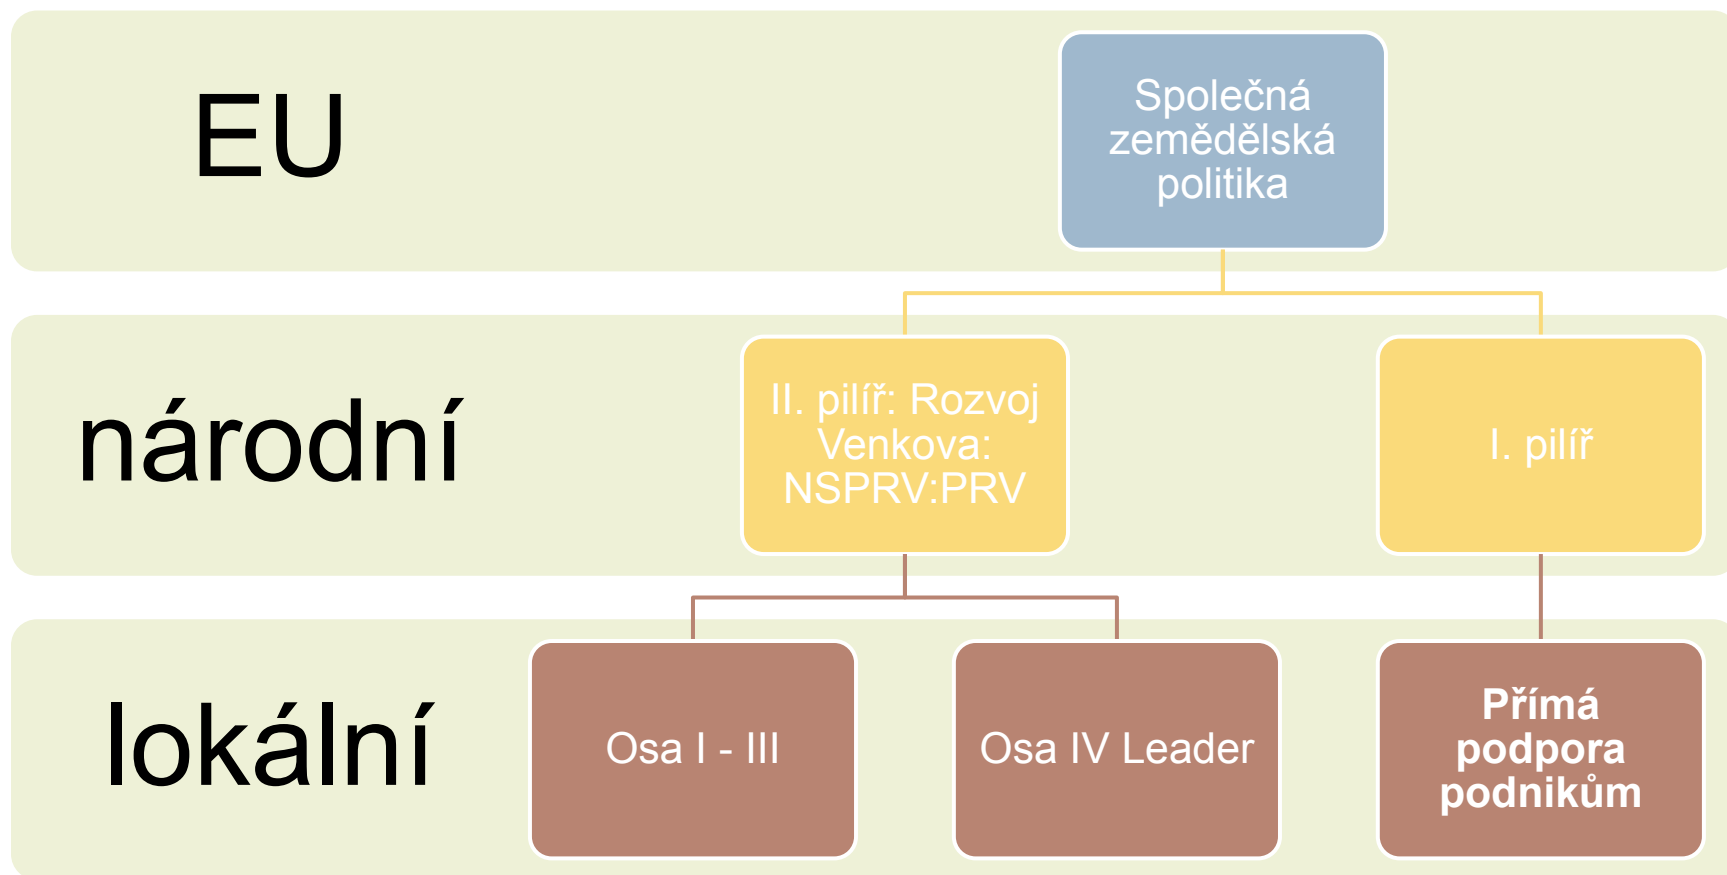 EU
Společná
zemědělská
politika
národní
II. pilíř: Rozvoj
Venkova:
NSPRV:PRV
I. pilíř
lokální
Osa I - III
Osa IV Leader
Přímá
podpora
podnikům